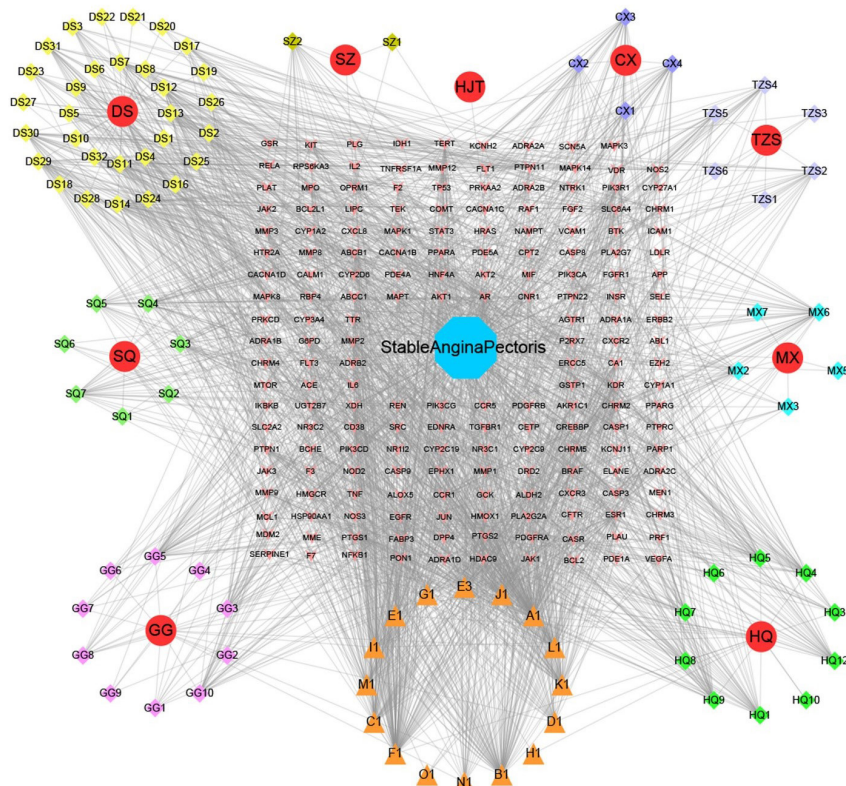 DS22 DS21
DS3 DS20
DS31 DS17
DS6 DS7 DS8
DS23 DS9 DS12 DS19
DS27 DS5 DS DS13 DS26
DS30 DS10 DS1 DS2
DS29 DS32 DS11 DS4 DS25
DS18 DS28 DS14 DS24 DS16
SZ2 SZ SZ1
HJT
CX3
CX2 CX CX4
CX1
TZS4
TZS5 TZS3
TZS
TZS6 TZS2
TZS1
GSR KIT PLG IDH1 TERT KCNH2 ADRA2A SCN5A MAPK3
RELA RPS6KA3 IL2 TNFRSF1A MMP12 FLT1 PTPN11 MAPK14 VDR NOS2
PLAT MPO OPRM1 F2 TP53 PRKAA2 ADRA2B NTRK1 PIK3R1 CYP27A1
JAK2 BCL2L1 LIPC TEK COMT CACNA1C RAF1 FGF2 SLC6A4 CHRM1
MMP3 CYP1A2 CXCL8 MAPK1 STAT3 HRAS NAMPT VCAM1 BTK ICAM1
HTR2A MMP8 ABCB1 CACNA1B PPARA PDE5A CPT2 CASP8 PLA2G7 LDLR
CACNA1D CALM1 CYP2D6 PDE4A HNF4A AKT2 MIF PIK3CA FGFR1 APP
MAPK8 RBP4 ABCC1 MAPT AKT1 AR CNR1 PTPN22 INSR SELE
PRKCD CYP3A4 TTR AGTR1 ADRA1A ERBB2
ADRA1B G6PD MMP2 P2RX7 CXCR2 ABL1
StableAnginaPectoris
CHRM4 FLT3 ADRB2 ERCC5 CA1 EZH2
MTOR ACE IL6 GSTP1 KDR CYP1A1
IKBKB UGT2B7 XDH REN PIK3CG CCR5 PDGFRB AKR1C1 CHRM2 PPARG
SLC2A2 NR3C2 CD38 SRC EDNRA TGFBR1 CETP CREBBP CASP1 PTPRC
PTPN1 BCHE PIK3CD NR1I2 CYP2C19 NR3C1 CYP2C9 CHRM5 KCNJ11 PARP1
JAK3 F3 NOD2 CASP9 EPHX1 MMP1 DRD2 BRAF ELANE ADRA2C
MMP9 HMGCR TNF ALOX5 CCR1 GCK ALDH2 CXCR3 CASP3 MEN1
MCL1 HSP90AA1 NOS3 EGFR JUN HMOX1 PLA2G2A CFTR ESR1 CHRM3
MDM2 MME PTGS1 FABP3 DPP4 PTGS2 PDGFRA CASR PLAU PRF1
SERPINE1 F7 NFKB1 PON1 ADRA1D HDAC9 JAK1 BCL2 PDE1A VEGFA
SQ5 SQ4
SQ6 SQ SQ3
SQ7 SQ2
SQ1
MX7 MX6
MX
MX2 MX5
MX3
GG5
GG6 GG4
GG7 GG3
GG
GG8 GG2
GG9 GG10
GG1
E3
G1 J1
E1 A1
I1 L1
M1 K1
C1 D1
F1 H1
O1 N1 B1
HQ5
HQ6 HQ4
HQ7 HQ3
HQ
HQ8 HQ12
HQ9 HQ10
HQ1